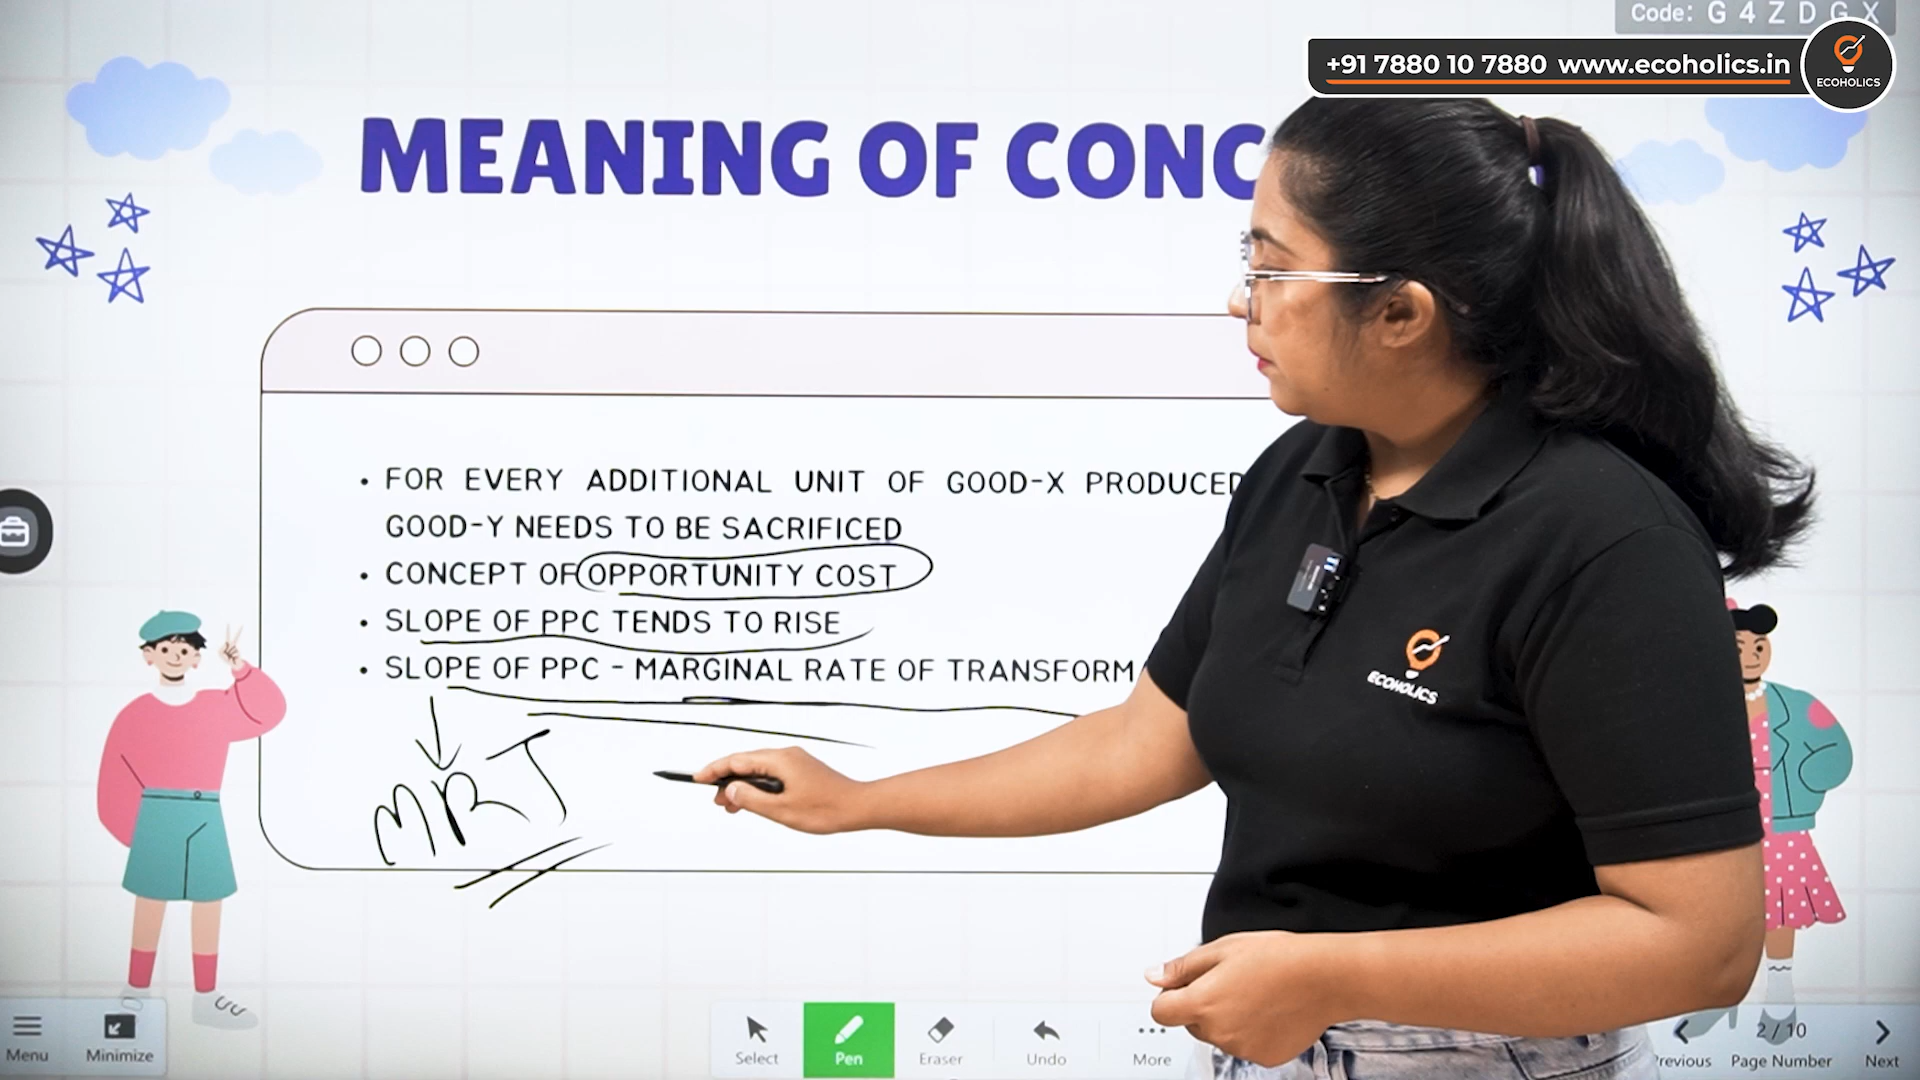 Code: G 4 Z D G X
+91 7880 10 7880 www.ecoholics.in
ECOHOLICS
MEANING OF CONC
• FOR EVERY ADDITIONAL UNIT OF GOOD-X PRODUCED
GOOD-Y NEEDS TO BE SACRIFICED
• CONCEPT OF OPPORTUNITY COST
• SLOPE OF PPC TENDS TO RISE
• SLOPE OF PPC - MARGINAL RATE OF TRANSFORM
MRT
ECOHOLICS
Menu Minimize Select Pen Eraser Undo More Previous 2/10 Page Number Next